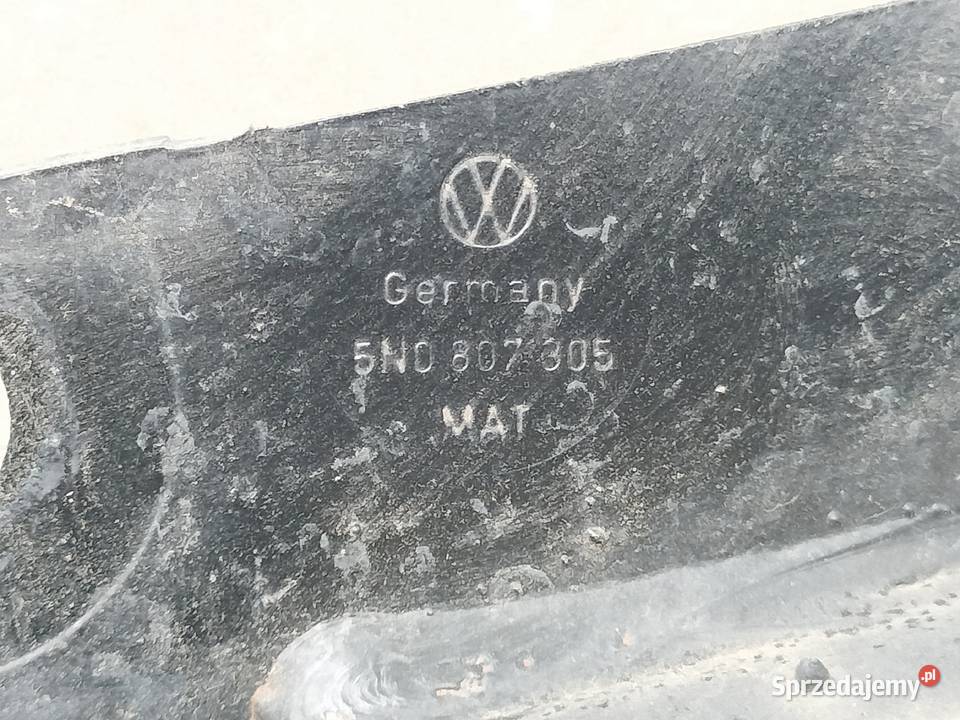 Germany
5N0 807 305
MAT
Sprzedajemy.pl